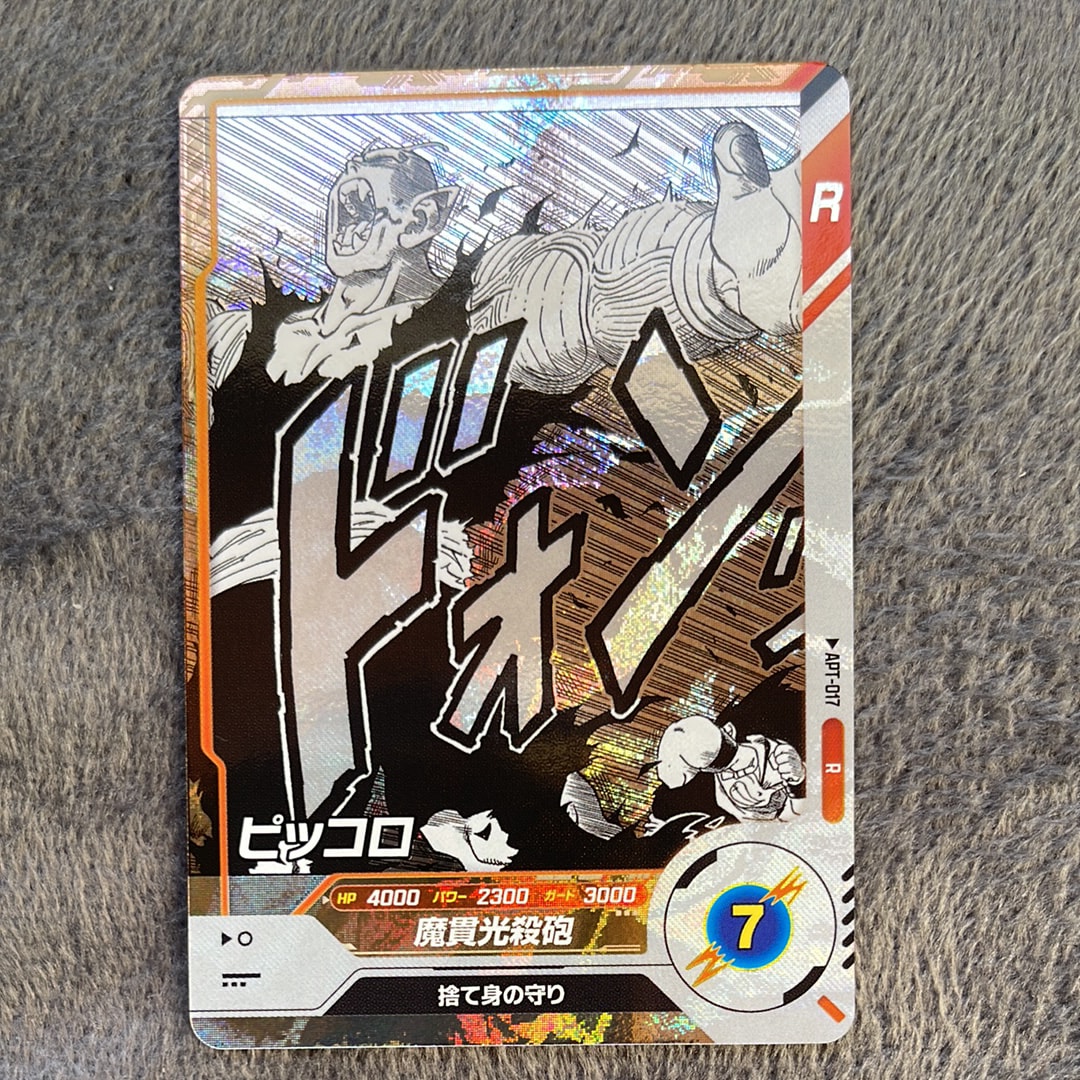 R
ドォン
▶APT-017
R
ピッコロ
HP 4000 パワー 2300 ガード 3000
魔貫光殺砲
7
捨て身の守り